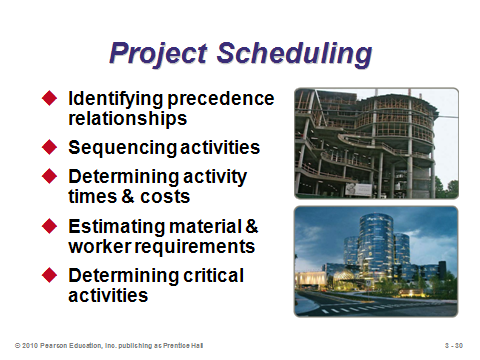 Project Scheduling
Identifying precedence
relationships
Sequencing activities
Determining activity
times & costs
Estimating material &
worker requirements
Determining critical
activities
© 2010 Pearson Education, Inc. publishing as Prentice Hall
3 - 30